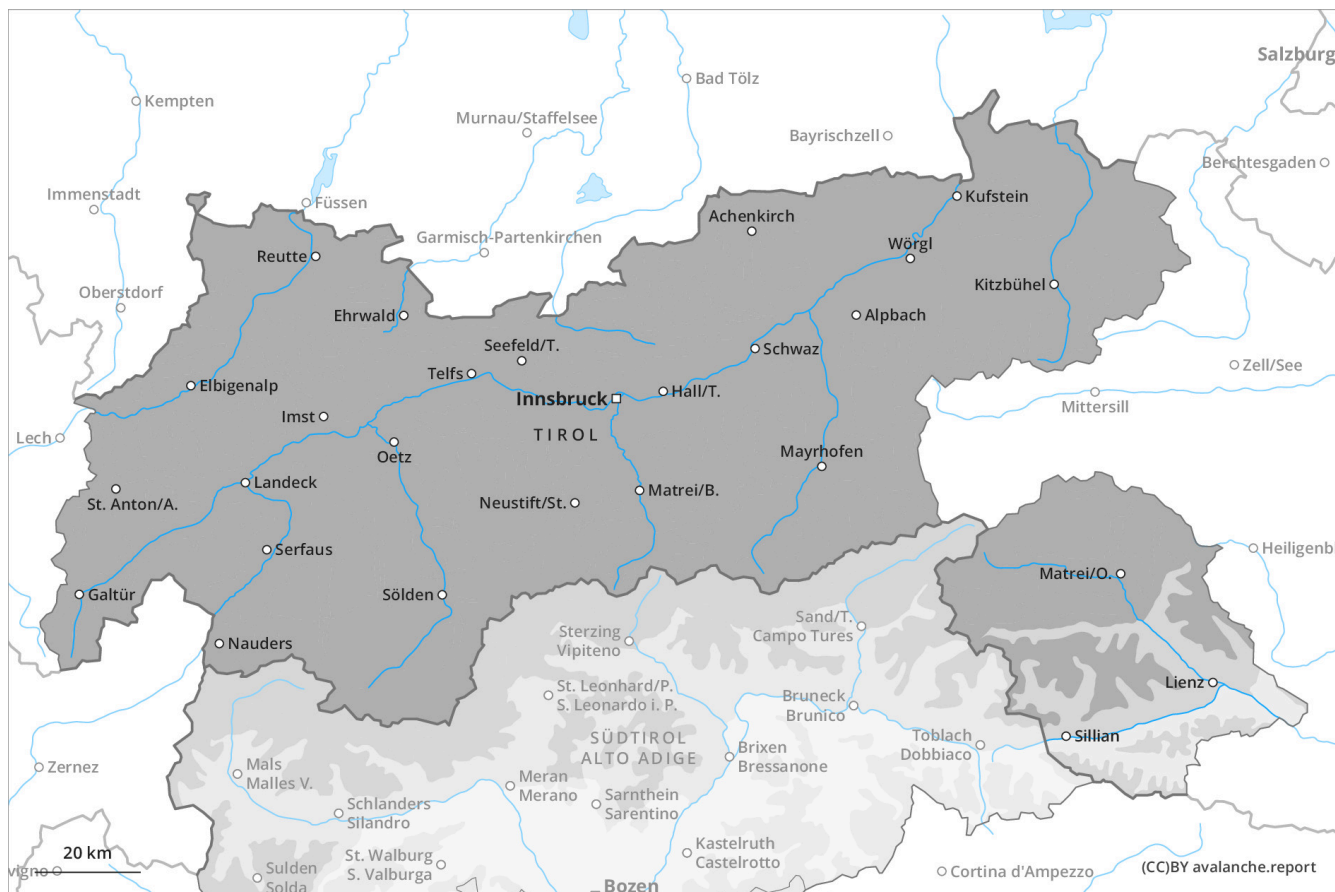 Salzburg
Bad Tölz
Kempten
Murnau/Staffelsee
Bayrischzell
Berchtesgaden
Immenstadt
Füssen
Kufstein
Achenkirch
Garmisch-Partenkirchen
Wörgl
Reutte
Kitzbühel
Oberstdorf
Ehrwald
Alpbach
Seefeld/T.
Schwaz
Zell/See
Telfs
Elbigenalp
Innsbruck
Hall/T.
Mittersill
Imst
Lech
TIROL
Oetz
Mayrhofen
Landeck
Matrei/B.
St. Anton/A.
Neustift/St.
Serfaus
Heiligenb
Matrei/O.
Galtür
Sölden
Sand/T.
Campo Tures
Sterzing
Vipiteno
Nauders
Lienz
St. Leonhard/P.
S. Leonardo i. P.
Bruneck
Brunico
SÜDTIROL
ALTO ADIGE
Toblach
Dobbiaco
Sillian
Brixen
Bressanone
Zernez
Mals
Malles V.
Meran
Merano
Sarnthein
Sarentino
Schlanders
Silandro
Kastelruth
Castelrotto
20 km
St. Walburg
S. Valburga
vigno
Sulden
Solda
Cortina d'Ampezzo
(CC)BY avalanche.report
Bozen